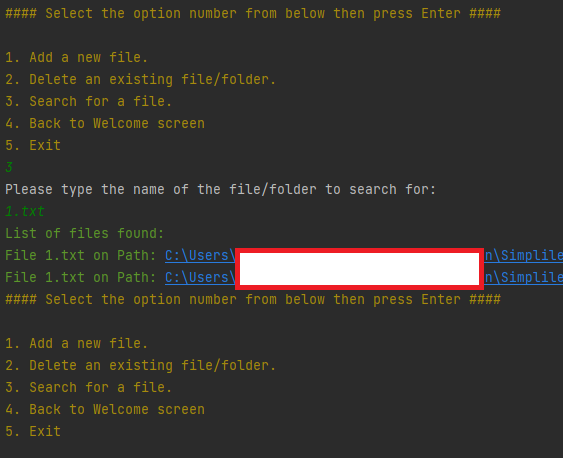 #### Select the option number from below then press Enter ####
1. Add a new file.
2. Delete an existing file/folder.
3. Search for a file.
4. Back to Welcome screen
5. Exit
3
Please type the name of the file/folder to search for:
1.txt
List of files found:
File 1.txt on Path: C:\Users\ n\Simplile
File 1.txt on Path: C:\Users\ n\Simplile
#### Select the option number from below then press Enter ####
1. Add a new file.
2. Delete an existing file/folder.
3. Search for a file.
4. Back to Welcome screen
5. Exit